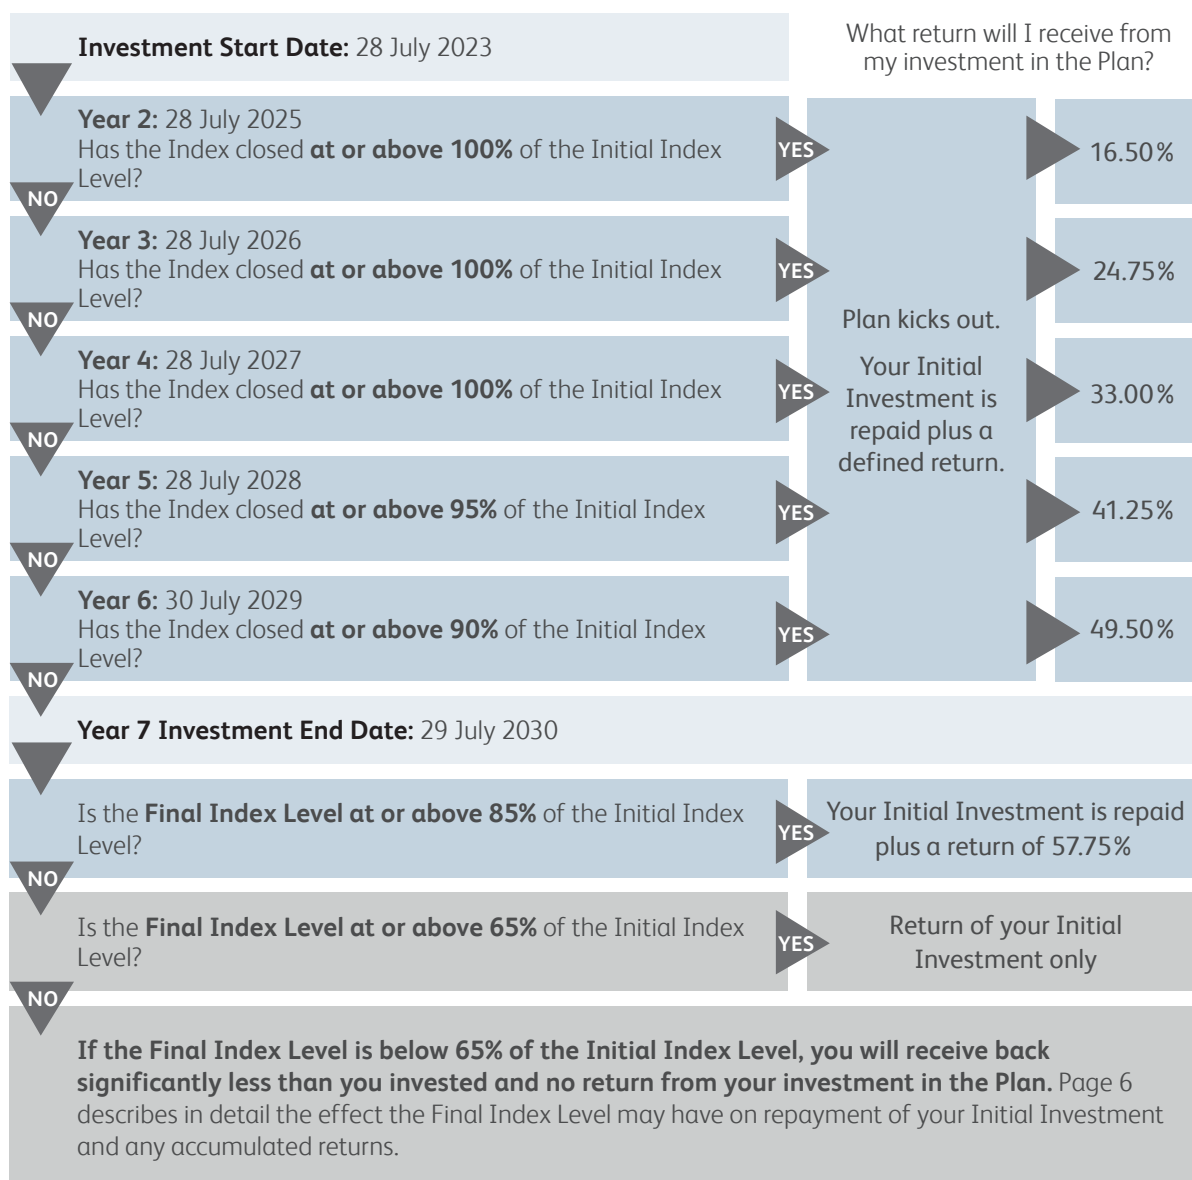 Investment Start Date: 28 July 2023
What return will I receive from
my investment in the Plan?
Year 2: 28 July 2025
Has the Index closed at or above 100% of the Initial Index
Level?
YES
16.50%
NO
Year 3: 28 July 2026
Has the Index closed at or above 100% of the Initial Index
Level?
YES
24.75%
NO
Year 4: 28 July 2027
Has the Index closed at or above 100% of the Initial Index
Level?
YES
33.00%
NO
Year 5: 28 July 2028
Has the Index closed at or above 95% of the Initial Index
Level?
YES
41.25%
NO
Year 6: 30 July 2029
Has the Index closed at or above 90% of the Initial Index
Level?
YES
49.50%
NO
Plan kicks out.
Your Initial
Investment is
repaid plus a
defined return.
Year 7 Investment End Date: 29 July 2030
Is the Final Index Level at or above 85% of the Initial Index
Level?
YES
Your Initial Investment is repaid
plus a return of 57.75%
NO
Is the Final Index Level at or above 65% of the Initial Index
Level?
YES
Return of your Initial
Investment only
NO
If the Final Index Level is below 65% of the Initial Index Level, you will receive back
significantly less than you invested and no return from your investment in the Plan. Page 6
describes in detail the effect the Final Index Level may have on repayment of your Initial Investment
and any accumulated returns.